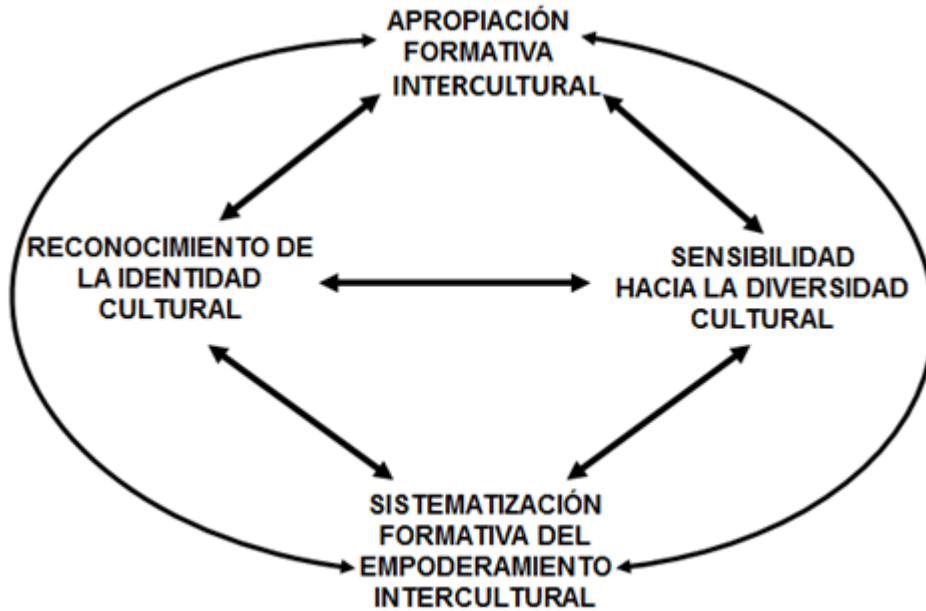 APROPIACIÓN
FORMATIVA
INTERCULTURAL
RECONOCIMIENTO DE
LA IDENTIDAD
CULTURAL
SENSIBILIDAD
HACIA LA DIVERSIDAD
CULTURAL
SISTEMATIZACIÓN
FORMATIVA DEL
EMPODERAMIENTO
INTERCULTURAL